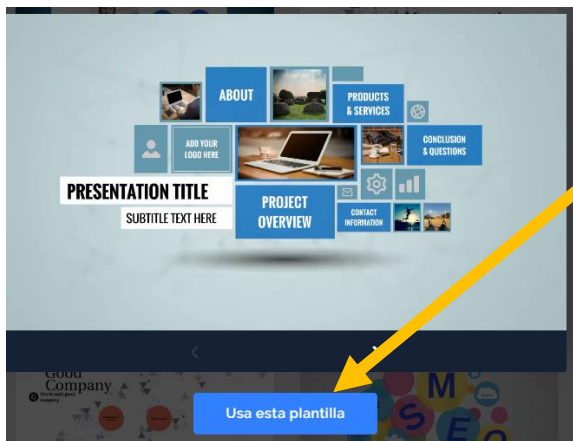 ABOUT
PRODUCTS
& SERVICES
ADD YOUR
LOGO HERE
CONCLUSION
& QUESTIONS
PRESENTATION TITLE
SUBTITLE TEXT HERE
PROJECT
OVERVIEW
CONTACT
INFORMATION
Good
Company
Usa esta plantilla
M
S
E
O